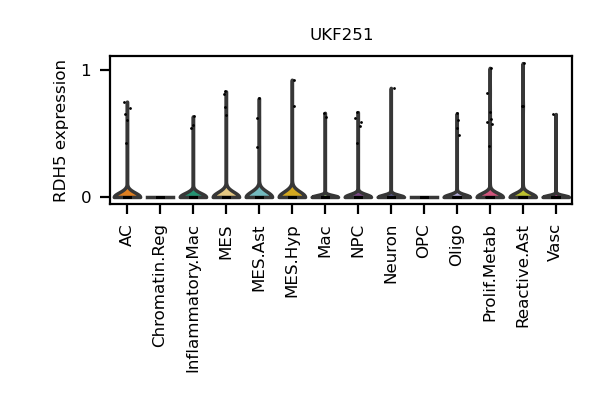 UKF251
RDH5 expression
1
0
AC
Chromatin.Reg
Inflammatory.Mac
MES
MES.Ast
MES.Hyp
Mac
NPC
Neuron
OPC
Oligo
Prolif.Metab
Reactive.Ast
Vasc